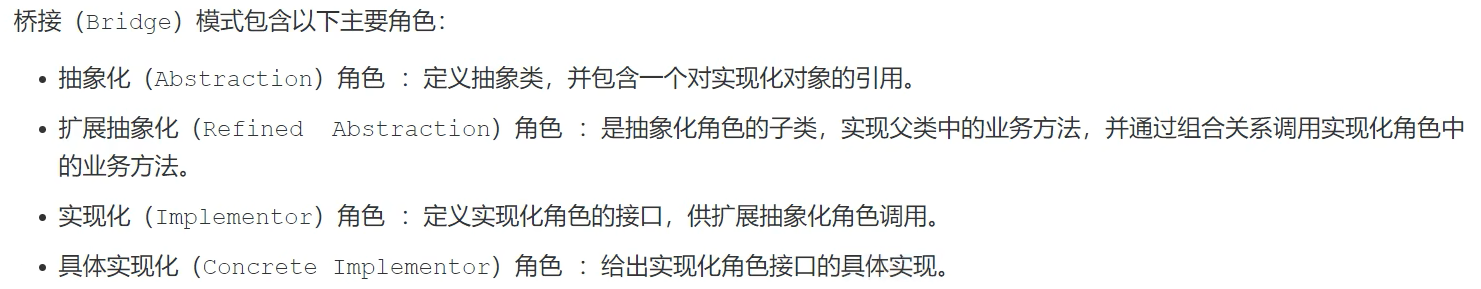 桥接（Bridge）模式包含以下主要角色：
• 抽象化（Abstraction）角色 ：定义抽象类，并包含一个对实现化对象的引用。
• 扩展抽象化（Refined  Abstraction）角色 ：是抽象化角色的子类，实现父类中的业务方法，并通过组合关系调用实现化角色中
的业务方法。
• 实现化（Implementor）角色 ：定义实现化角色的接口，供扩展抽象化角色调用。
• 具体实现化（Concrete Implementor）角色 ：给出实现化角色接口的具体实现。